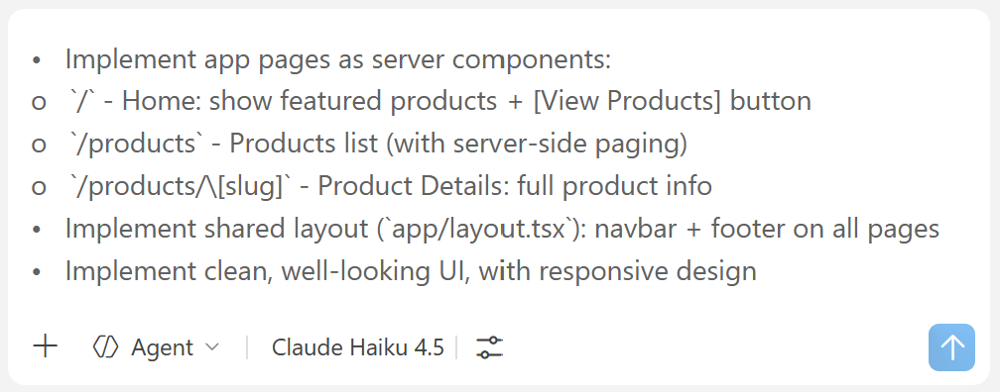 • Implement app pages as server components:
o `/` - Home: show featured products + [View Products] button
o `/products` - Products list (with server-side paging)
o `/products/\[slug]` - Product Details: full product info
• Implement shared layout (`app/layout.tsx`): navbar + footer on all pages
• Implement clean, well-looking UI, with responsive design
Agent Claude Haiku 4.5